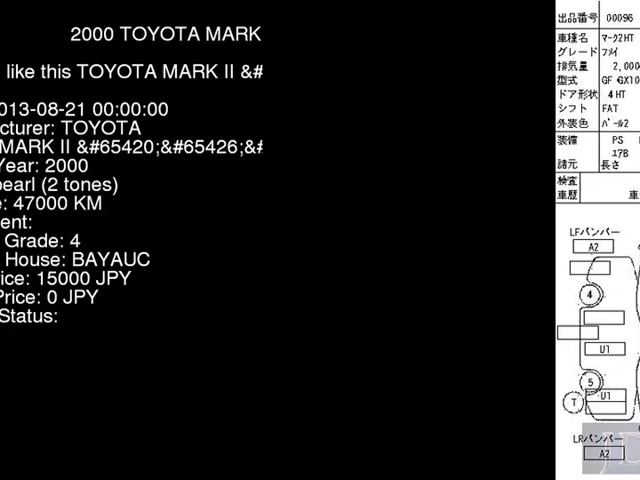 2000 TOYOTA MARK
like this TOYOTA MARK II &#
013-08-21 00:00:00
cturer: TOYOTA
MARK II &#65420;&#65426;&#
Year: 2000
pearl (2 tones)
e: 47000 KM
ent:
Grade: 4
House: BAYAUC
rice: 15000 JPY
Price: 0 JPY
Status:
出品番号 00096
車種名 ﾏｰｸ2HT
グレード ﾌﾒｲ
排気量 2,000
型式 GF GX10
ドア形状 4HT
シフト FAT
外装色 ﾊﾟｰﾙ2
装備 PS
ｴｱB
諸元 長さ
検査
車歴 車
LFバンパー
A2
4
U1
5
U1
T
LRバンパー
A2